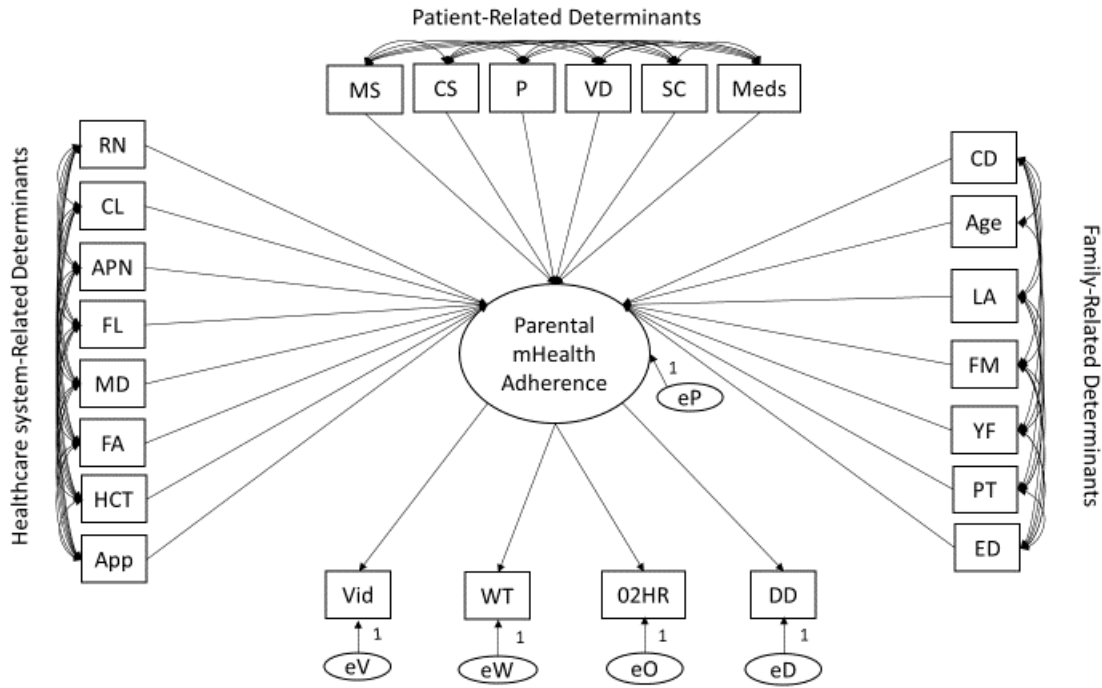 Patient-Related Determinants
MS
CS
P
VD
SC
Meds
Healthcare system-Related Determinants
RN
CL
APN
FL
MD
FA
HCT
App
Family-Related Determinants
CD
Age
LA
FM
YF
PT
ED
Parental
mHealth
Adherence
1
eP
Vid
WT
02HR
DD
1
1
1
1
eV
eW
eO
eD